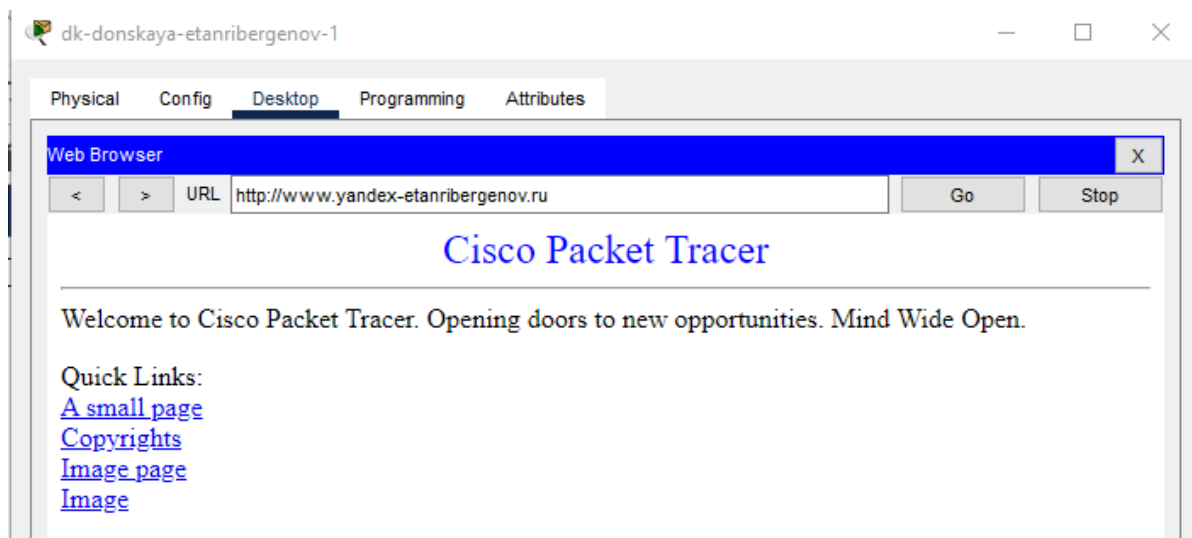 dk-donskaya-etanribergenov-1
Physical Config Desktop Programming Attributes
Web Browser X
< > URL http://www.yandex-etanribergenov.ru Go Stop
Cisco Packet Tracer
Welcome to Cisco Packet Tracer. Opening doors to new opportunities. Mind Wide Open.
Quick Links:
A small page
Copyrights
Image page
Image